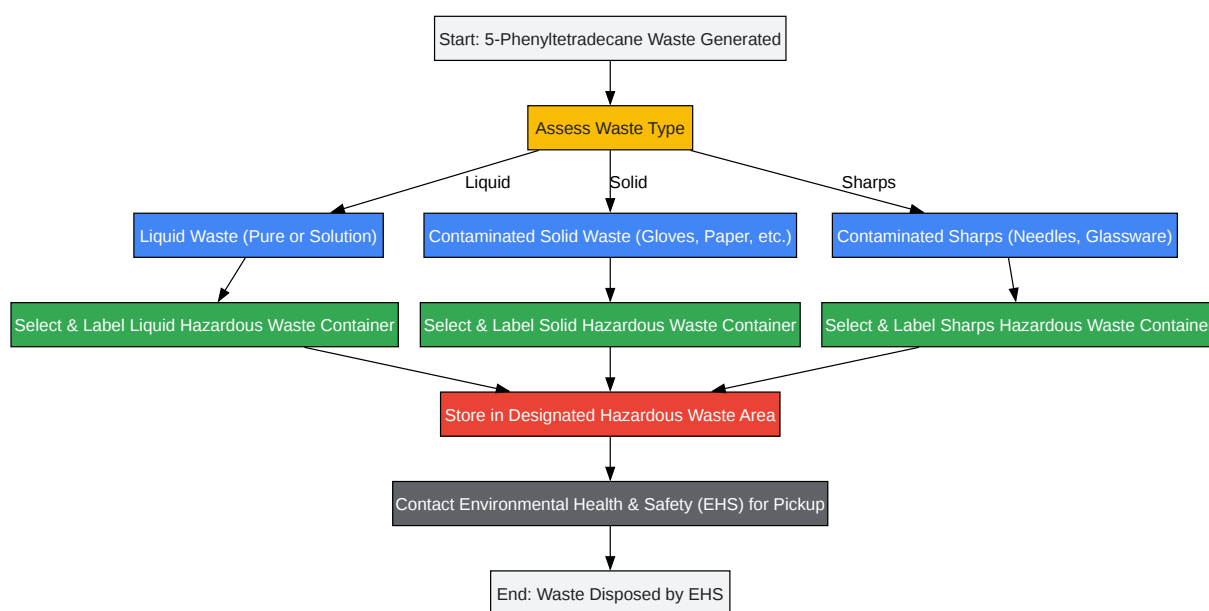 Start: 5-Phenyltetradecane Waste Generated
Assess Waste Type
Liquid
Solid
Sharps
Liquid Waste (Pure or Solution)
Contaminated Solid Waste (Gloves, Paper, etc.)
Contaminated Sharps (Needles, Glassware)
Select & Label Liquid Hazardous Waste Container
Select & Label Solid Hazardous Waste Container
Select & Label Sharps Hazardous Waste Containe
Store in Designated Hazardous Waste Area
Contact Environmental Health & Safety (EHS) for Pickup
End: Waste Disposed by EHS